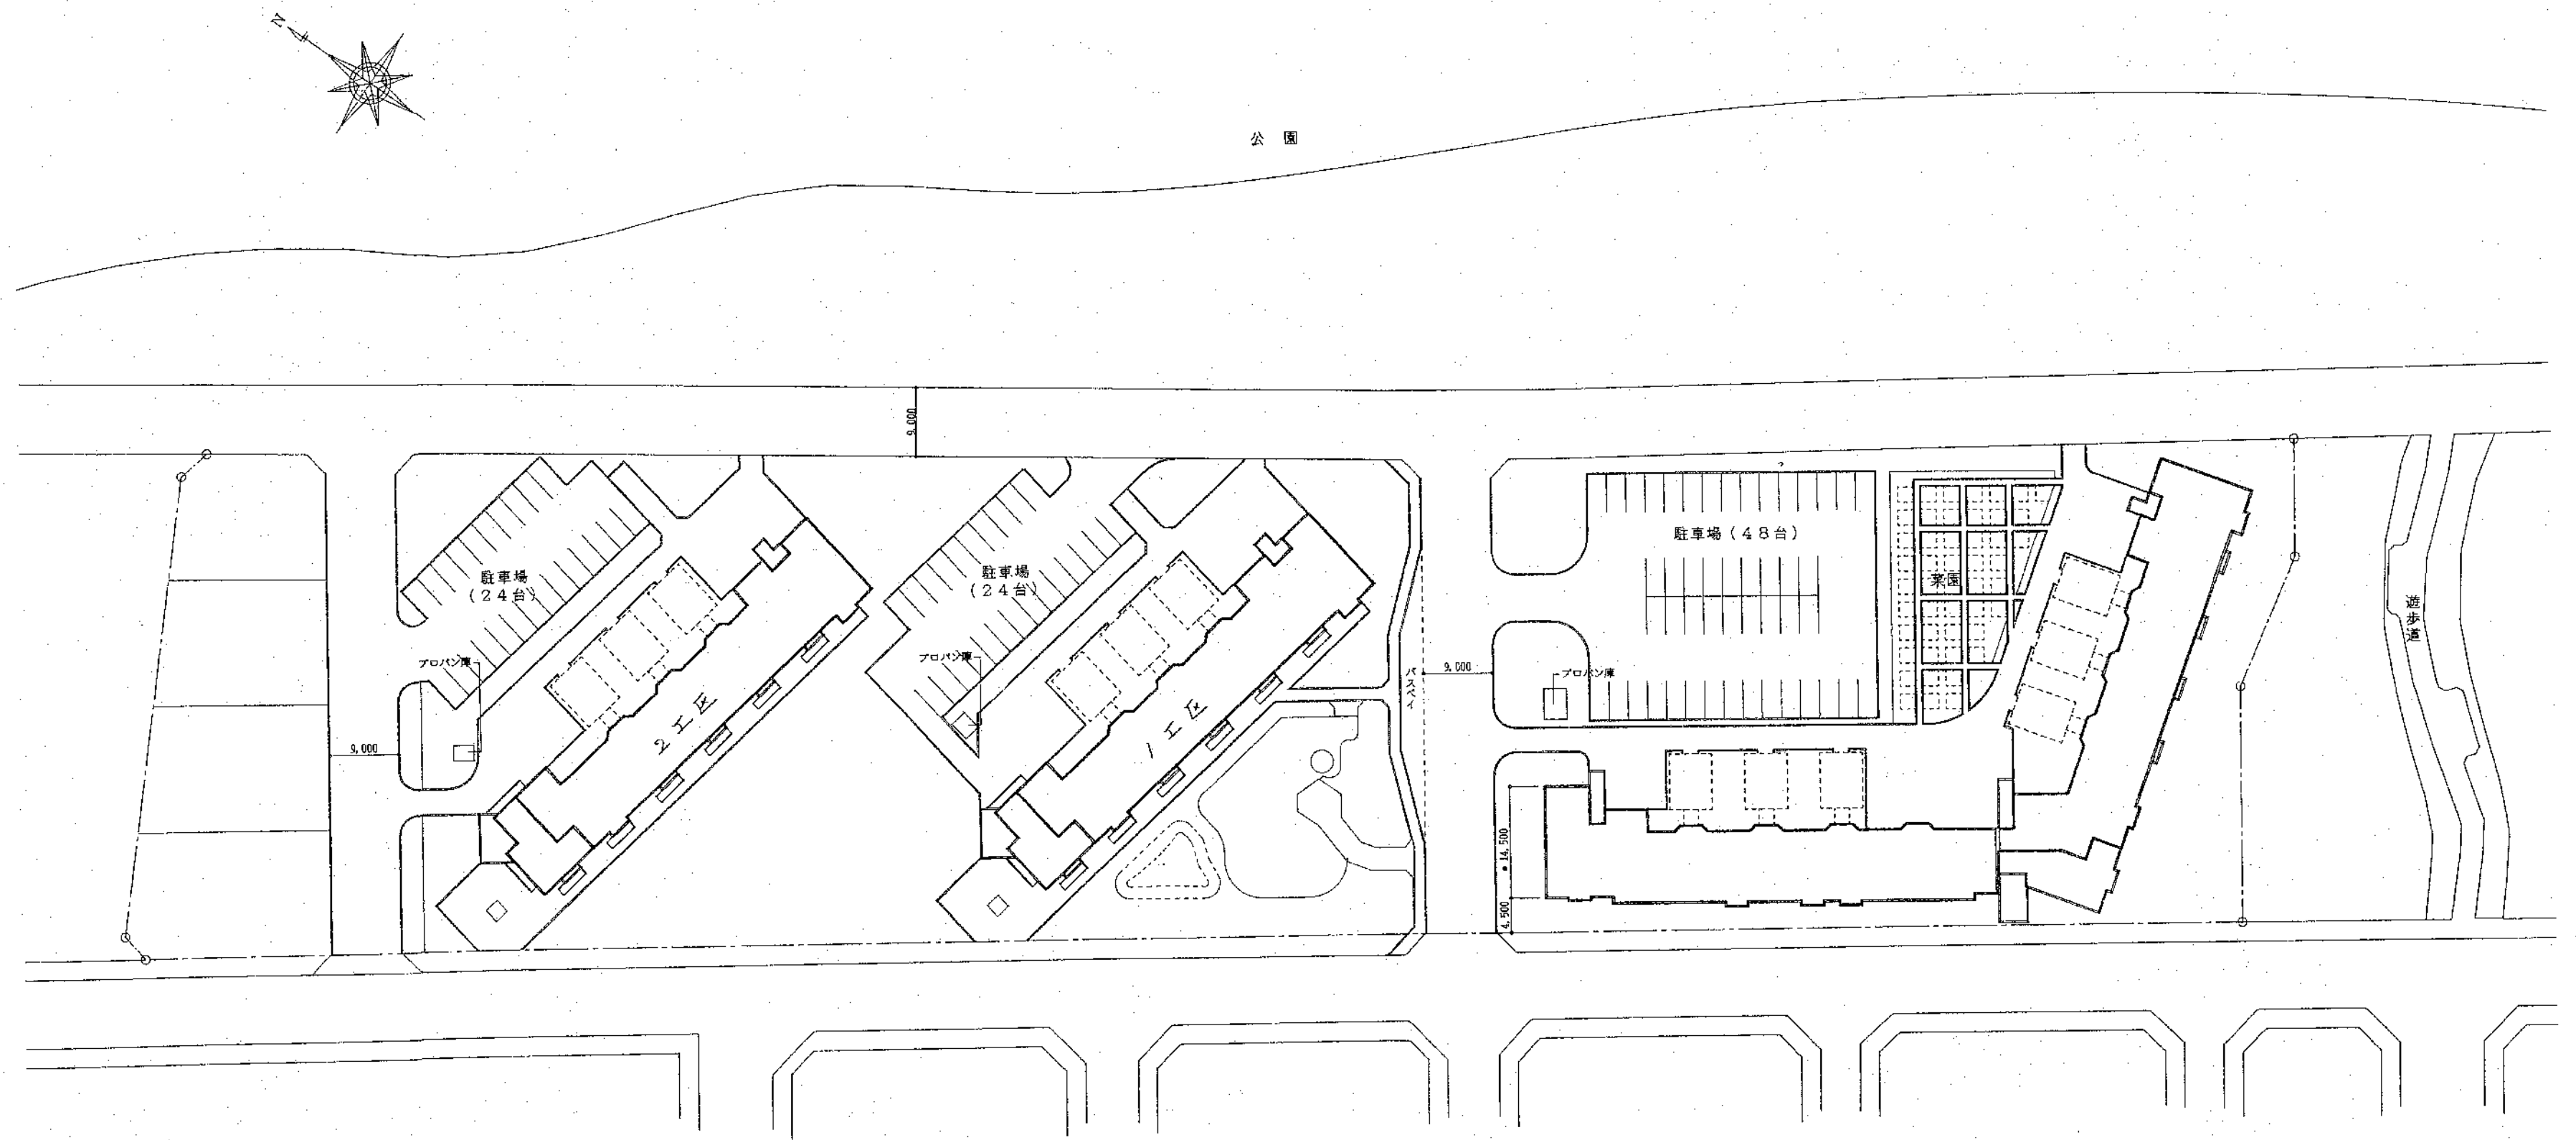 N
公園
9,000
駐車場
(24台)
駐車場
(24台)
駐車場(48台)
菜園
遊歩道
プロパン庫
プロパン庫
プロパン庫
バスベイ
9,000
9,000
2工区
1工区
14,500
4,500